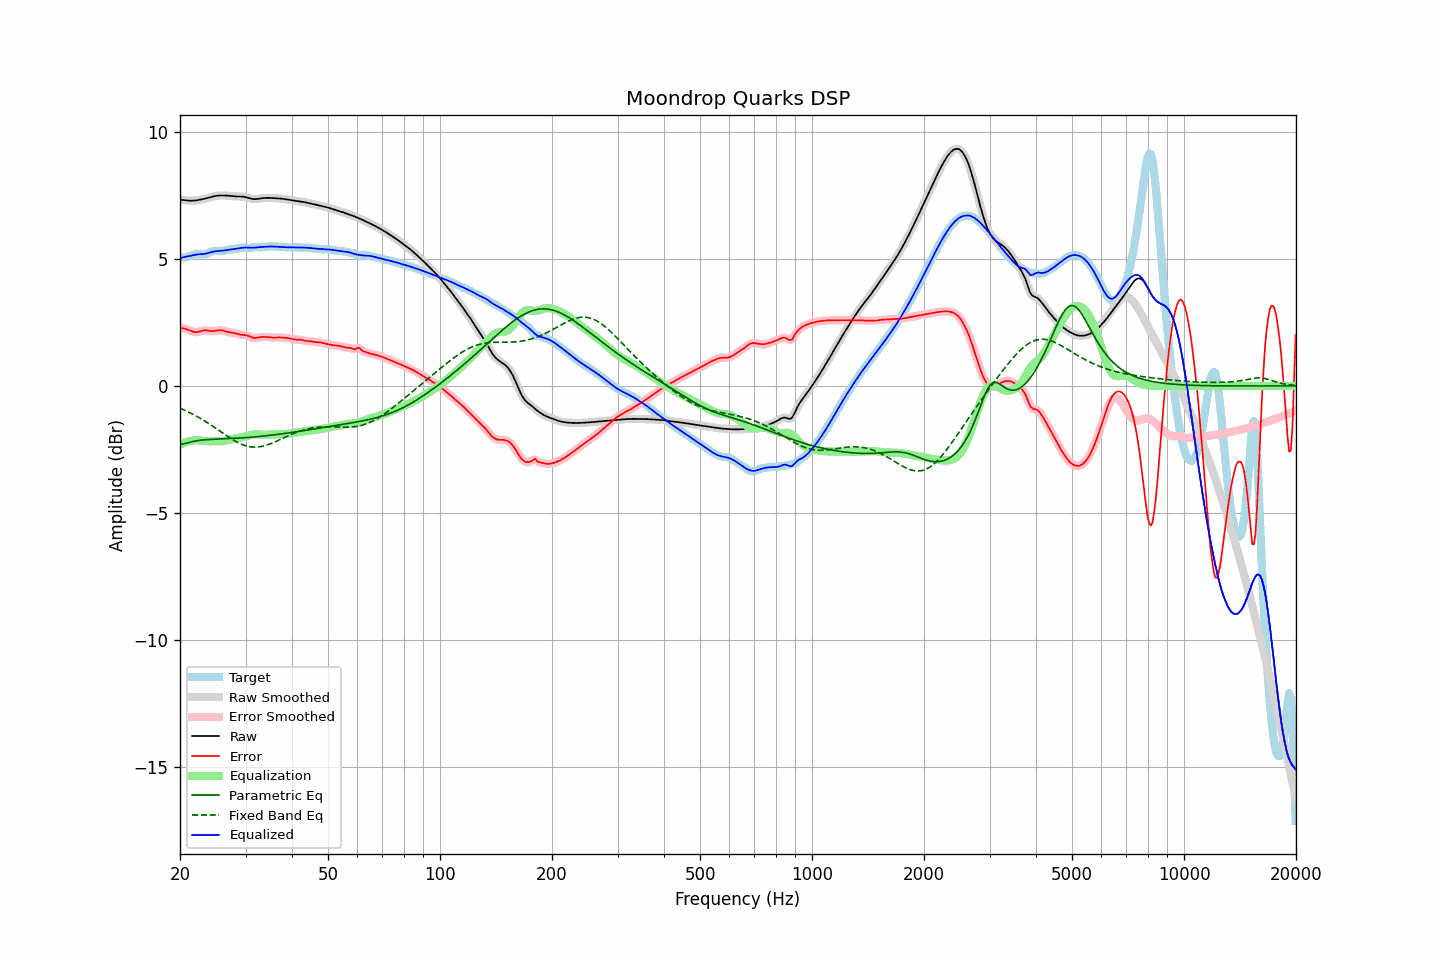 Moondrop Quarks DSP
10
5
0
−5
−10
−15
Amplitude (dBr)
Target
Raw Smoothed
Error Smoothed
Raw
Error
Equalization
Parametric Eq
Fixed Band Eq
Equalized
20 50 100 200 500 1000 2000 5000 10000 20000
Frequency (Hz)